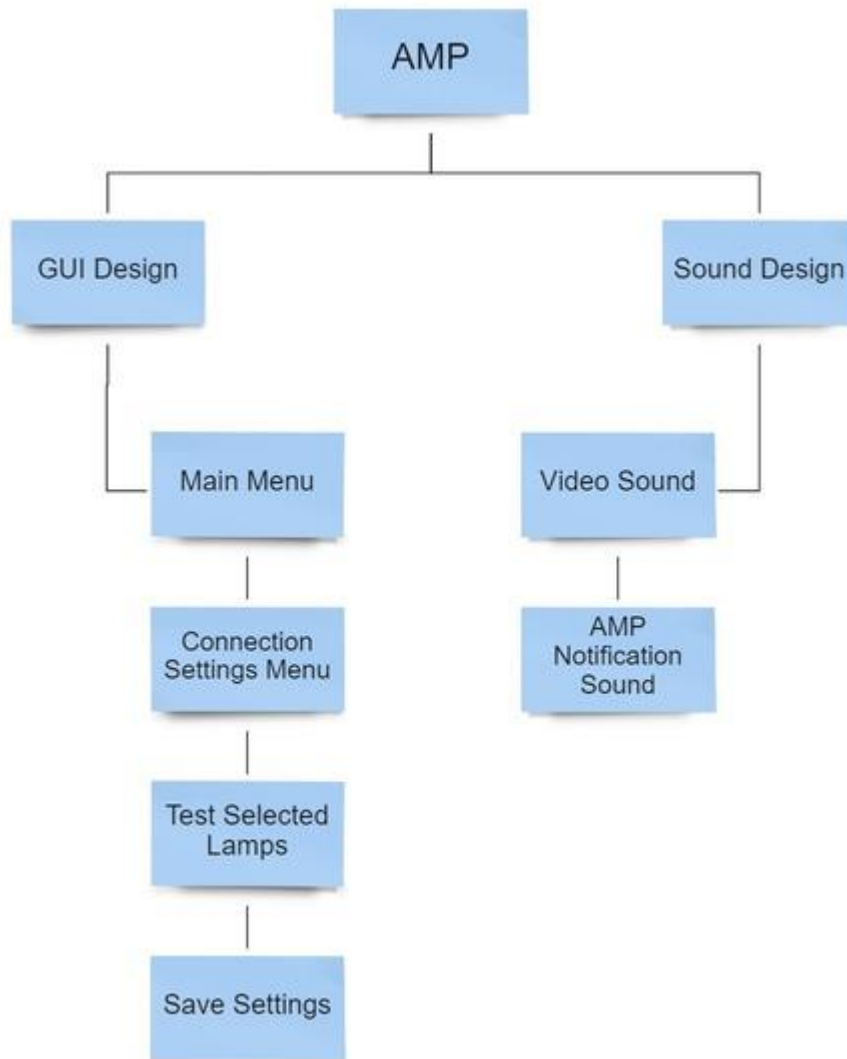 AMP
GUI Design
Sound Design
Main Menu
Video Sound
Connection
Settings Menu
AMP
Notification
Sound
Test Selected
Lamps
Save Settings